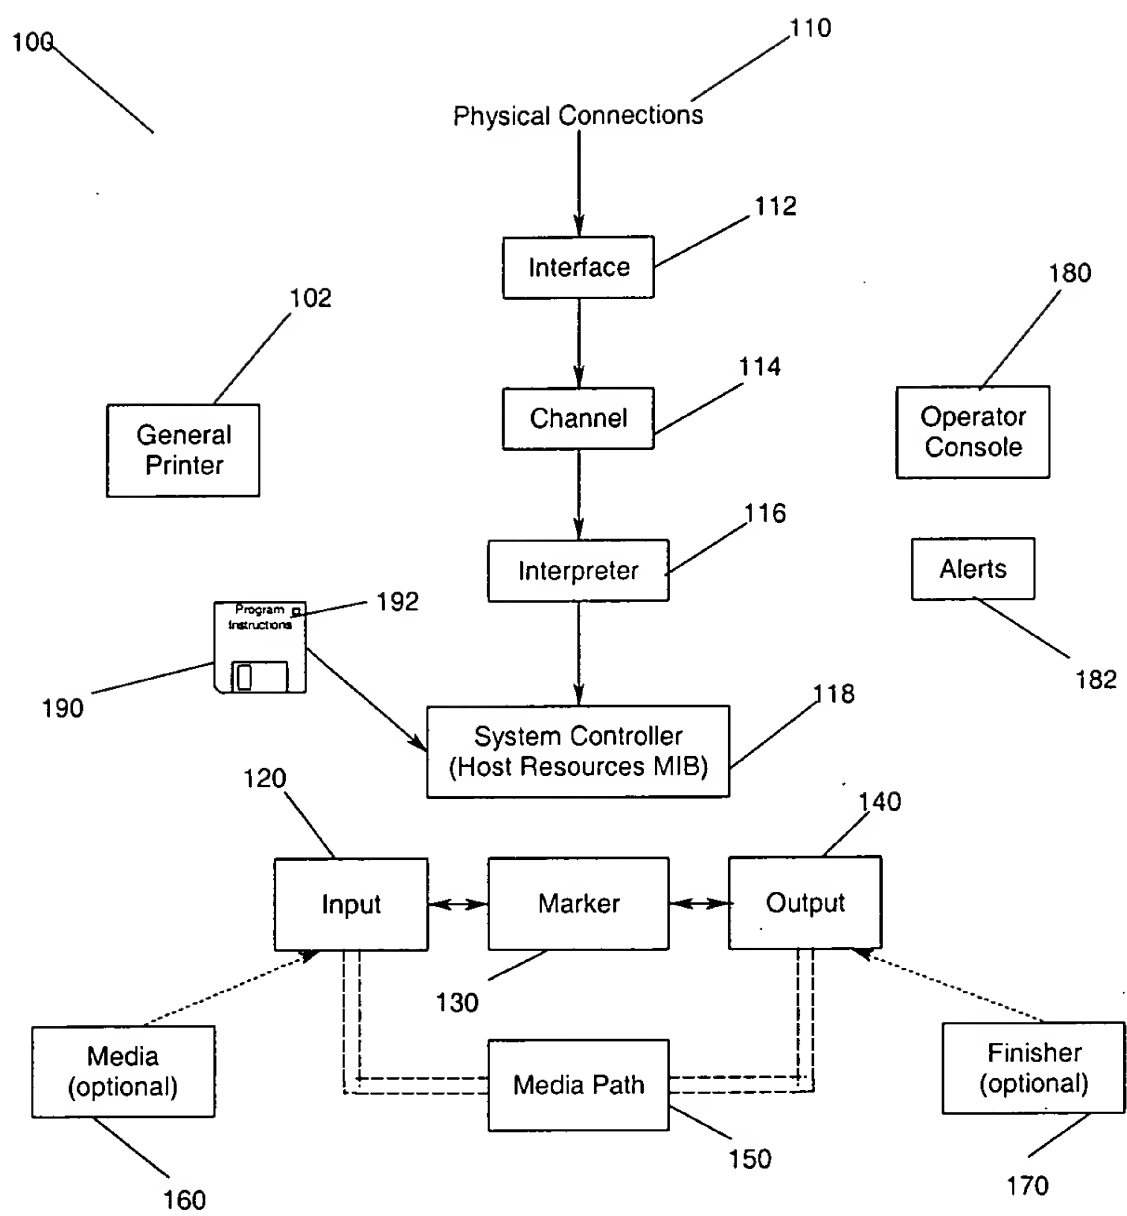 100
110
Physical Connections
112
Interface
180
102
114
Channel
Operator
Console
General
Printer
116
Interpreter
Alerts
192
Program
Instructions
182
190
118
System Controller
(Host Resources MIB)
120
140
Input
Marker
Output
130
Media
(optional)
Media Path
Finisher
(optional)
150
160
170